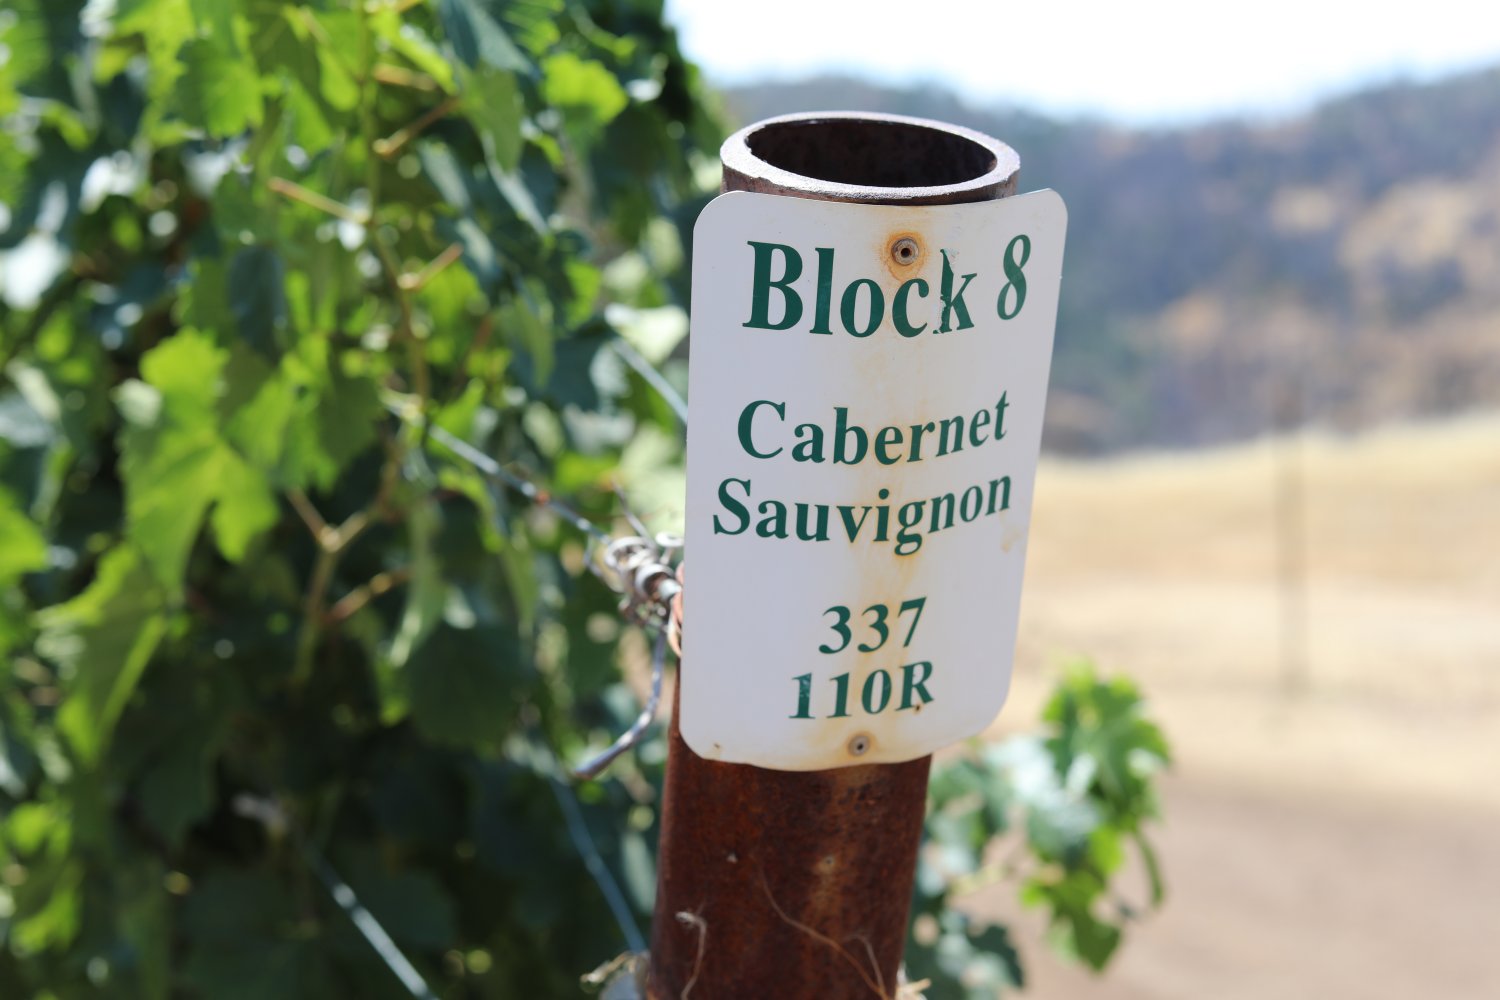 Block 8
Cabernet
Sauvignon
337
110R